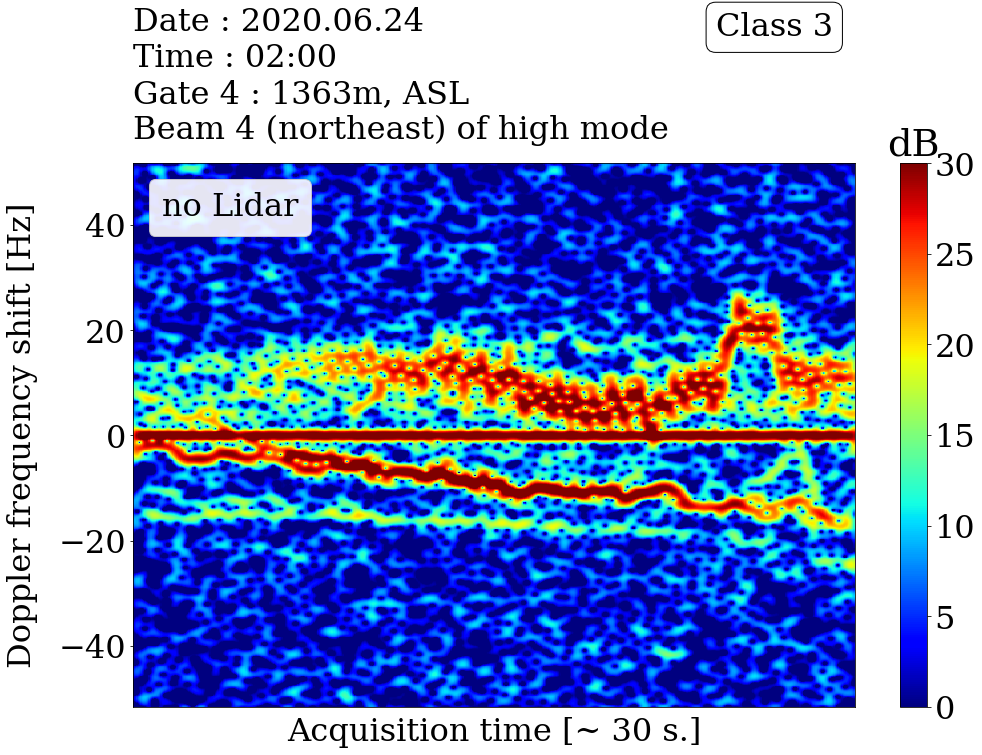 Date : 2020.06.24
Time : 02:00
Gate 4 : 1363m, ASL
Beam 4 (northeast) of high mode
Class 3
dB
no Lidar
Doppler frequency shift [Hz]
40
20
0
−20
−40
30
25
20
15
10
5
0
Acquisition time [~ 30 s.]